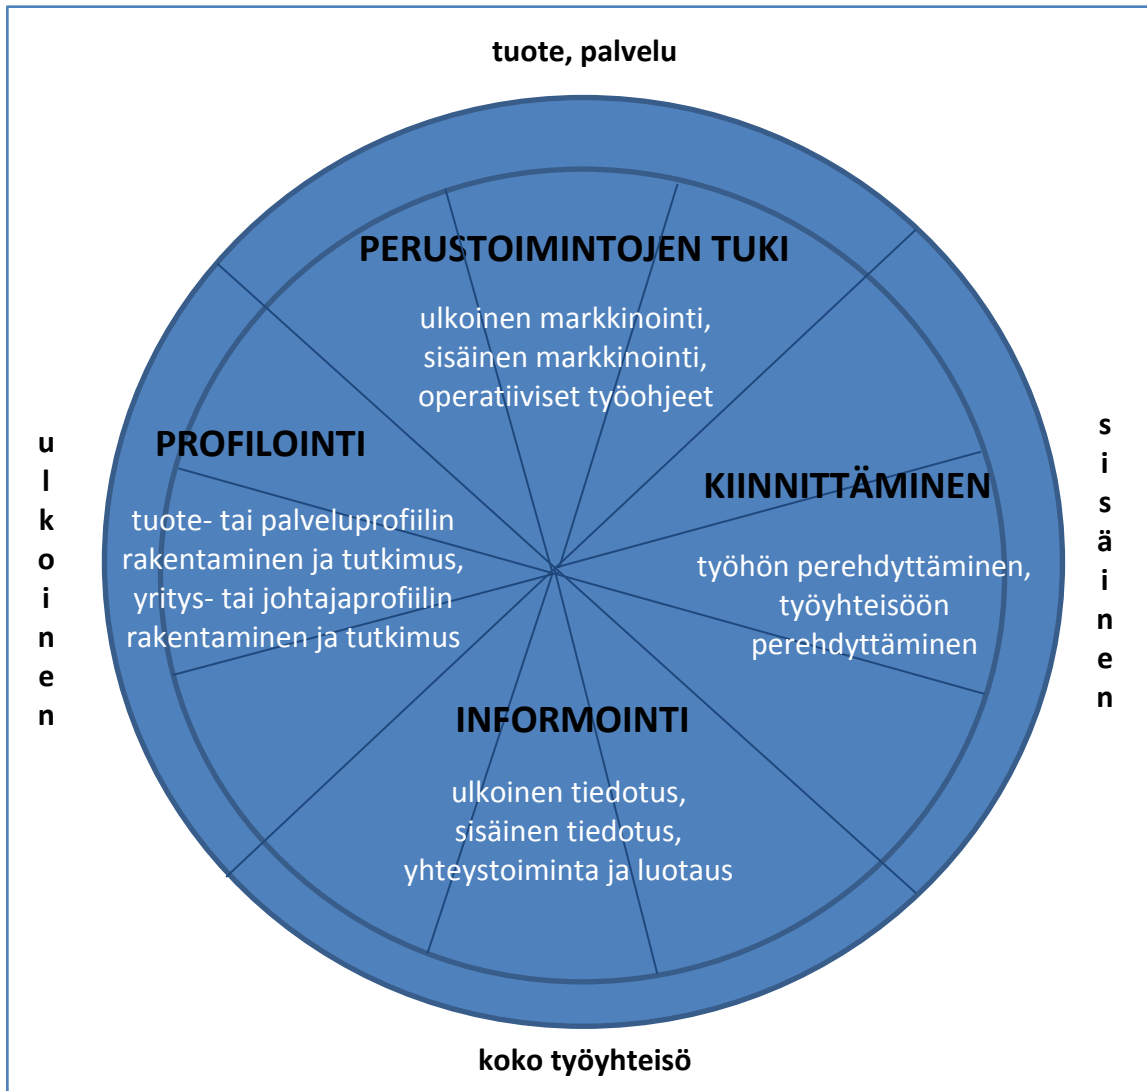 tuote, palvelu
PERUSTOIMINTOJEN TUKI
ulkoinen markkinointi,
sisäinen markkinointi,
operatiiviset työohjeet
ulkoinen
PROFILOINTI
tuote- tai palveluprofiilin
rakentaminen ja tutkimus,
yritys- tai johtajaprofiilin
rakentaminen ja tutkimus
KIINNITTÄMINEN
työhön perehdyttäminen,
työyhteisöön
perehdyttäminen
sisäinen
INFORMOINTI
ulkoinen tiedotus,
sisäinen tiedotus,
yhteystoiminta ja luotaus
koko työyhteisö